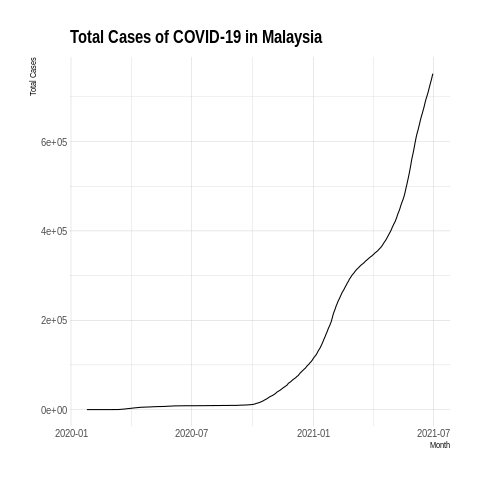 Total Cases of COVID-19 in Malaysia
Total Cases
6e+05
4e+05
2e+05
0e+00
2020-01 2020-07 2021-01 2021-07
Month